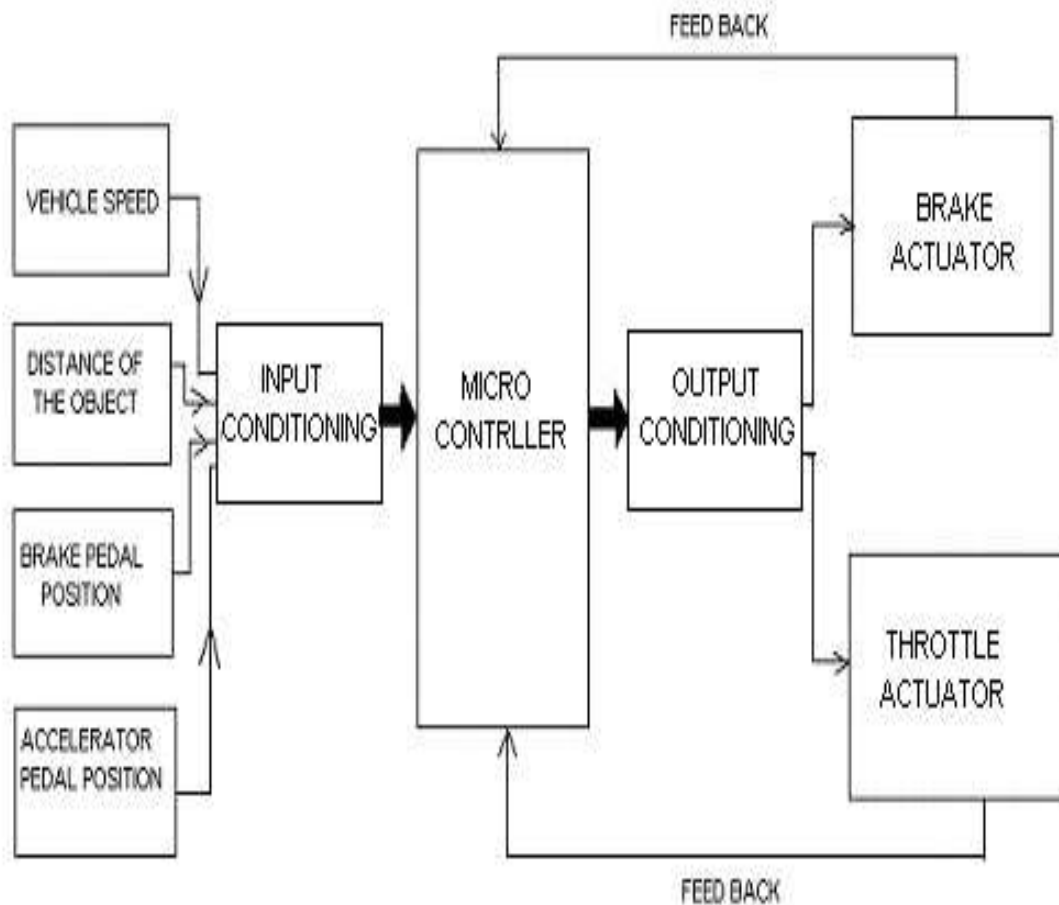 FEED BACK
VEHICLE SPEED
DISTANCE OF
THE OBJECT
BRAKE PEDAL
POSITION
ACCELERATOR
PEDAL POSITION
INPUT
CONDITIONING
MICRO
CONTRLLER
OUTPUT
CONDITIONING
BRAKE
ACTUATOR
THROTTLE
ACTUATOR
FEED BACK